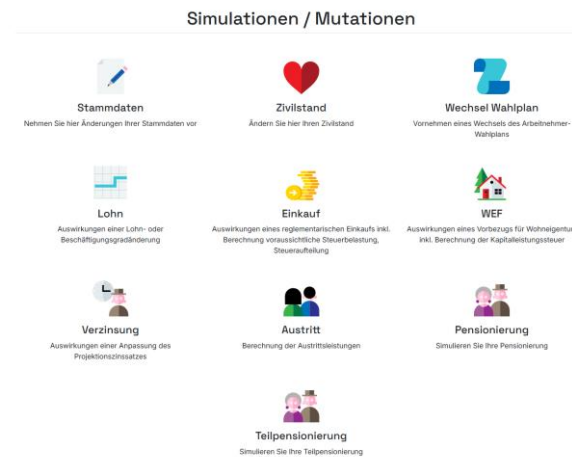 Simulationen / Mutationen
Stammdaten
Nehmen Sie hier Änderungen Ihrer Stammdaten vor
Zivilstand
Ändern Sie hier Ihren Zivilstand
Wechsel Wahlplan
Vornehmen eines Wechsels des Arbeitnehmer-
Wahlplans
Lohn
Auswirkungen einer Lohn- oder
Beschäftigungsgradänderung
Einkauf
Auswirkungen eines reglementarischen Einkaufs inkl.
Berechnung voraussichtliche Steuerbelastung,
Steueraufteilung
WEF
Auswirkungen eines Vorbezugs für Wohneigentu
inkl. Berechnung der Kapitalleistungssteuer
Verzinsung
Auswirkungen einer Anpassung des
Projektionszinssatzes
Austritt
Berechnung der Austrittsleistungen
Pensionierung
Simulieren Sie Ihre Pensionierung
Teilpensionierung
Simulieren Sie Ihre Teilpensionierung